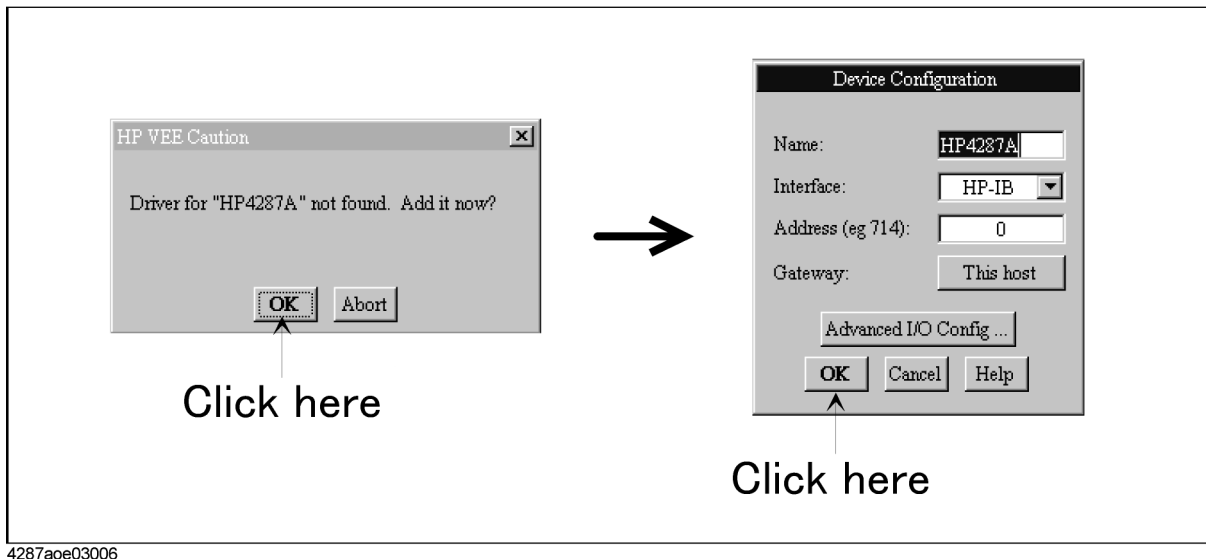 HP VEE Caution
Driver for "HP4287A" not found.  Add it now?
OK
Abort
Click here
Device Configuration
Name:
HP4287A
Interface:
HP-IB
Address (eg 714):
0
Gateway:
This host
Advanced I/O Config ...
OK
Cancel
Help
Click here
4287aoe03006